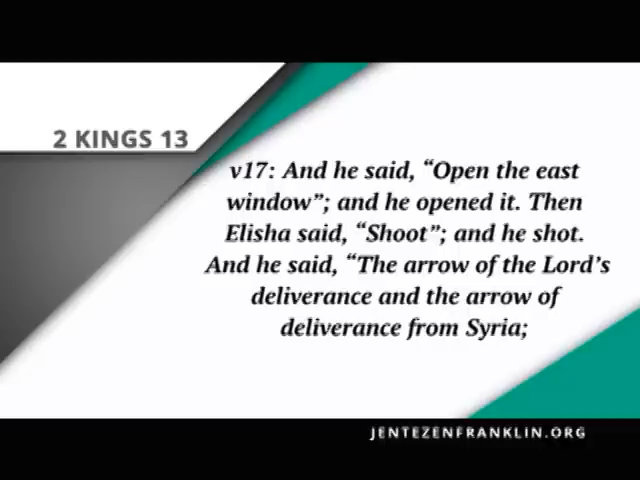 2 KINGS 13
v17: And he said, “Open the east
window”; and he opened it. Then
Elisha said, “Shoot”; and he shot.
And he said, “The arrow of the Lord’s
deliverance and the arrow of
deliverance from Syria;
JENTEZENFRANKLIN.ORG